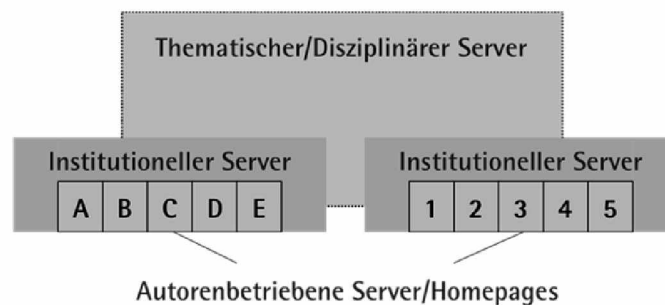 Thematischer/Disziplinärer Server
Institutioneller Server
A B C D E
Institutioneller Server
1 2 3 4 5
Autorenbetriebene Server/Homepages